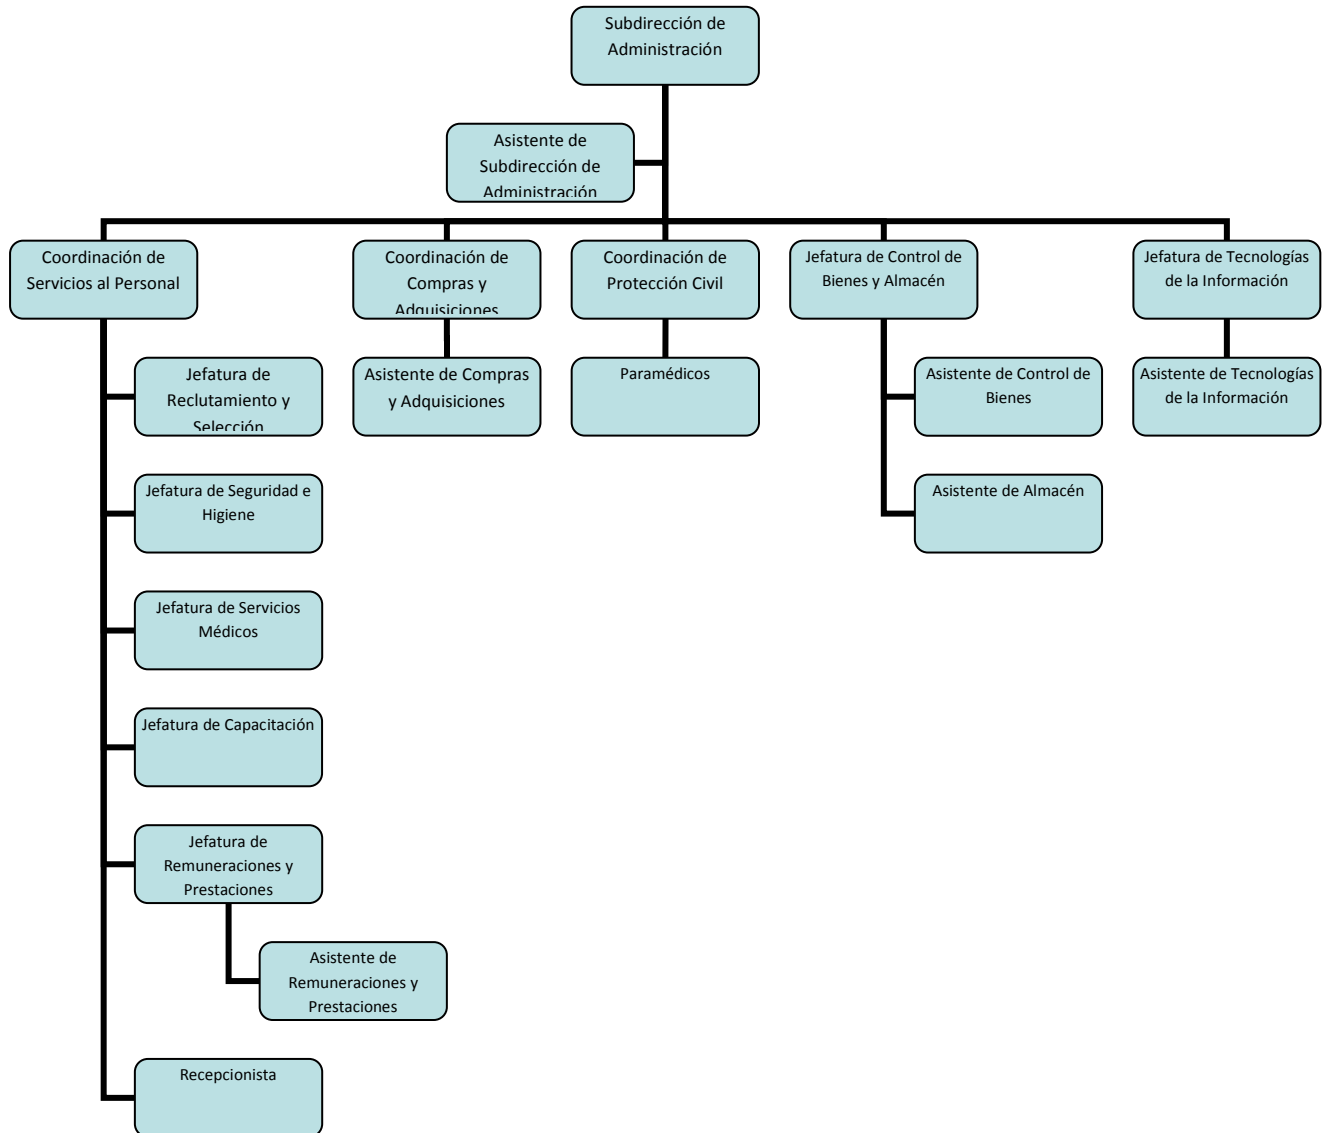 Subdirección de
Administración
Asistente de
Subdirección de
Administración
Coordinación de
Servicios al Personal
Coordinación de
Compras y
Adquisiciones
Coordinación de
Protección Civil
Jefatura de Control de
Bienes y Almacén
Jefatura de Tecnologías
de la Información
Jefatura de
Reclutamiento y
Selección
Asistente de Compras
y Adquisiciones
Paramédicos
Asistente de Control de
Bienes
Asistente de Tecnologías
de la Información
Jefatura de Seguridad e
Higiene
Asistente de Almacén
Jefatura de Servicios
Médicos
Jefatura de Capacitación
Jefatura de
Remuneraciones y
Prestaciones
Asistente de
Remuneraciones y
Prestaciones
Recepcionista